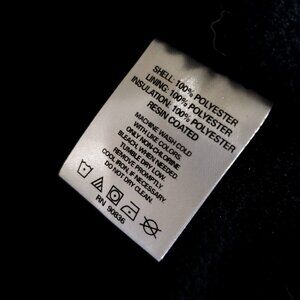 SHELL: 100% POLYESTER
LINING: 100% POLYESTER
INSULATION: 100% POLYESTER
RESIN COATED
MACHINE WASH COLD
WITH LIKE COLORS.
ONLY NON-CHLORINE
BLEACH, WHEN NEEDED
TUMBLE DRY, LOW.
REMOVE PROMPTLY.
COOL IRON, IF NECESSARY
DO NOT DRY CLEAN.
RN 90836